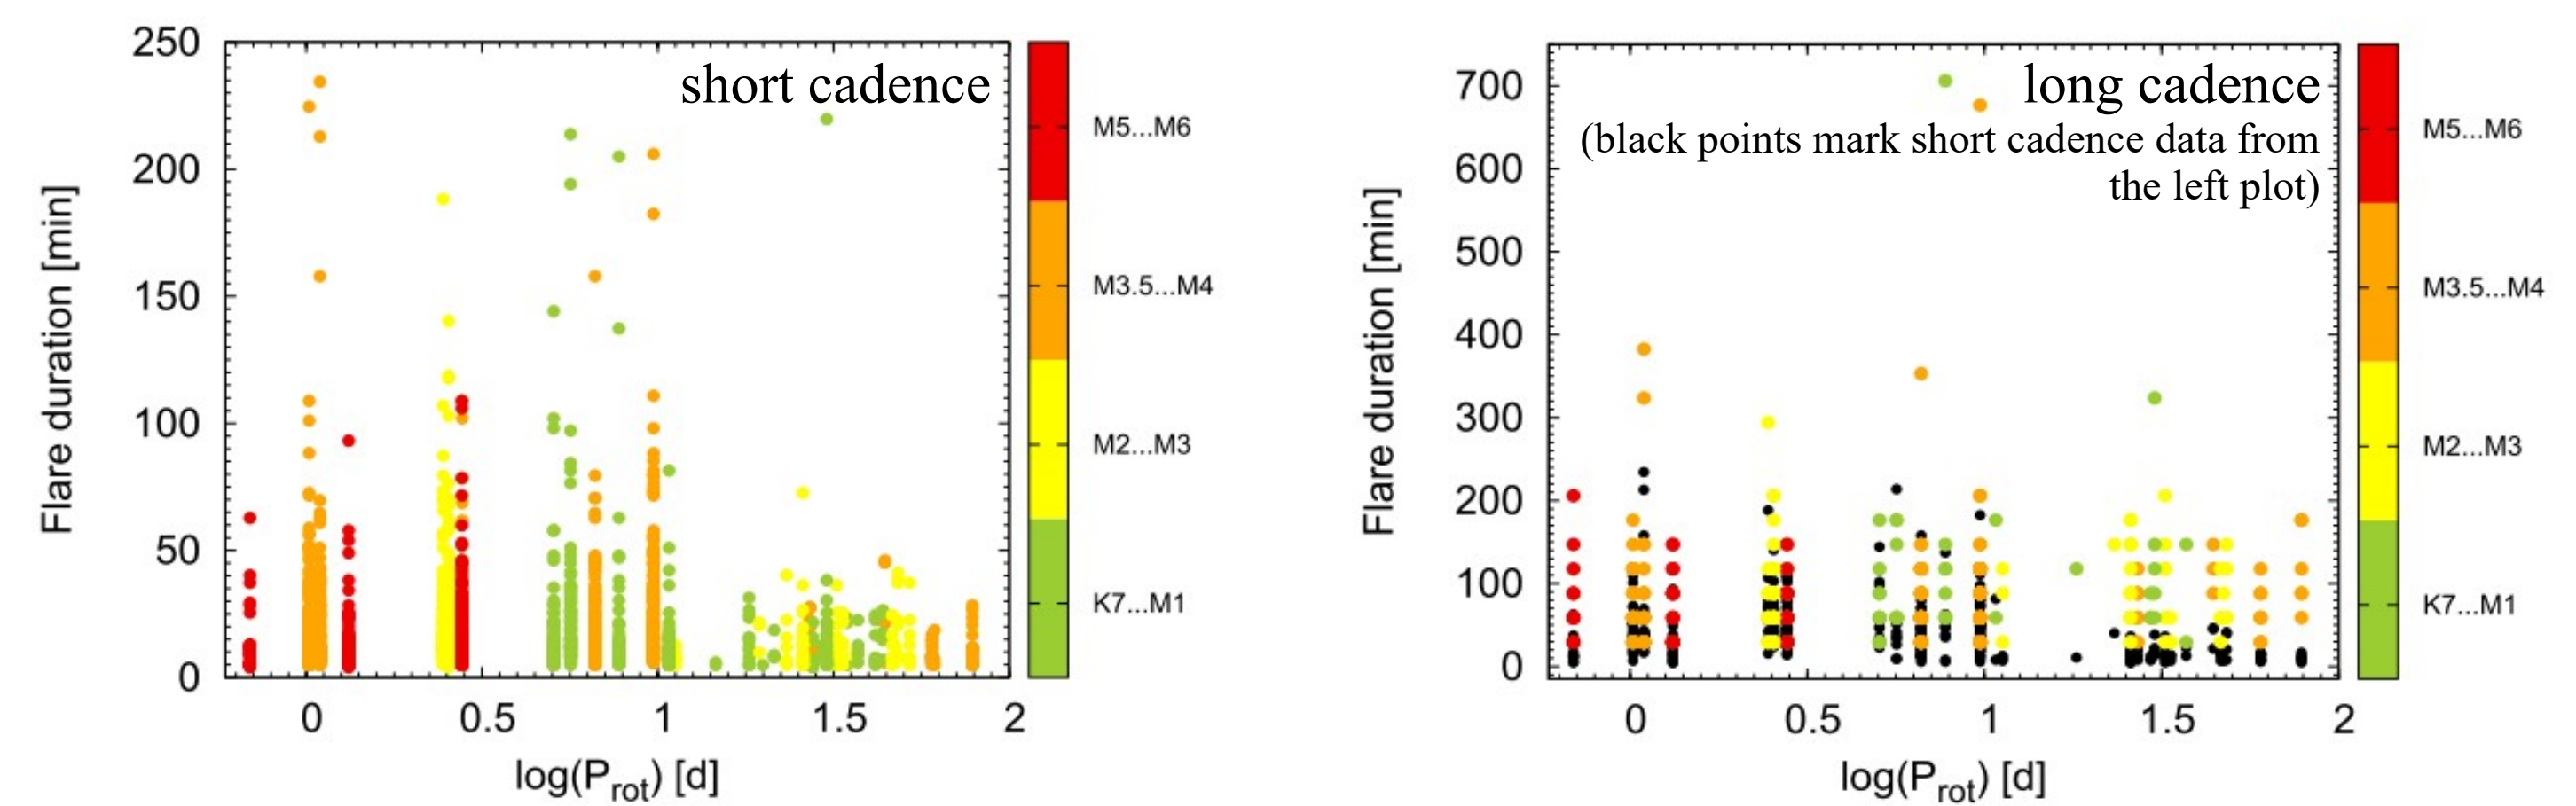 250
200
150
100
50
0
Flare duration [min]
short cadence
0 0.5 1 1.5 2
log(Prot) [d]
M5...M6
M3.5...M4
M2...M3
K7...M1
700
600
500
400
300
200
100
0
Flare duration [min]
long cadence
(black points mark short cadence data from
the left plot)
0 0.5 1 1.5 2
log(Prot) [d]
M5...M6
M3.5...M4
M2...M3
K7...M1